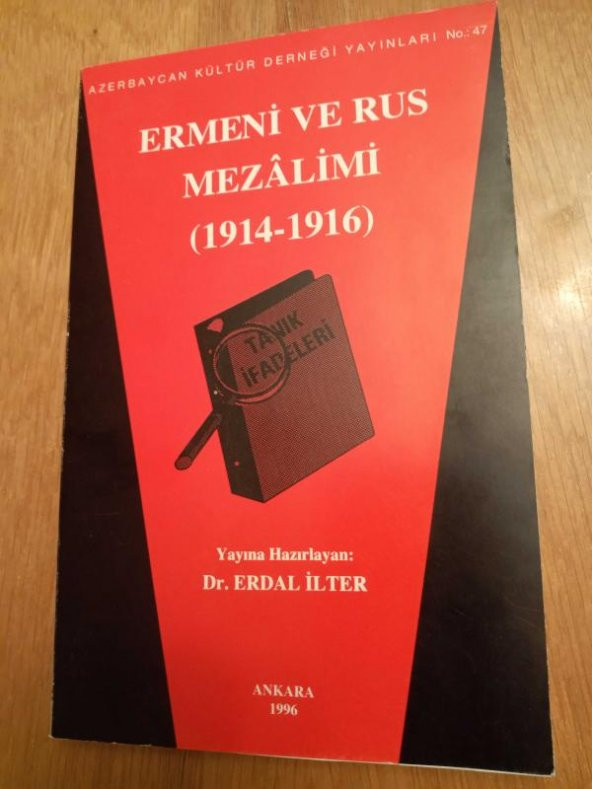 AZERBAYCAN KÜLTÜR DERNEĞİ YAYINLARI No.: 47
ERMENİ VE RUS
MEZÂLİMİ
(1914-1916)
TANIK
İFADELERİ
Yayına Hazırlayan:
Dr. ERDAL İLTER
ANKARA
1996